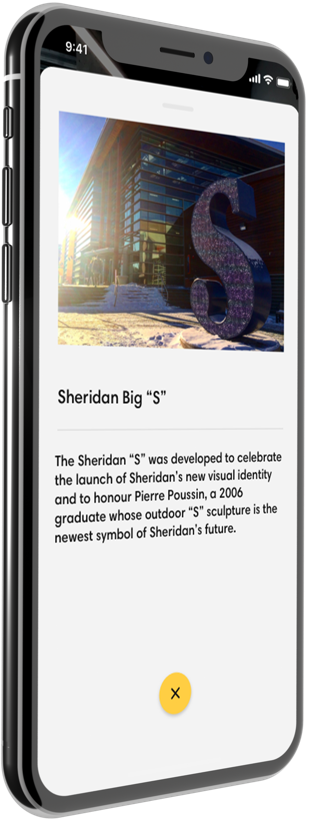 9:41
S
Sheridan Big “S”
The Sheridan “S” was developed to celebrate
the launch of Sheridan’s new visual identity
and to honour Pierre Poussin, a 2006
graduate whose outdoor “S” sculpture is the
newest symbol of Sheridan’s future.